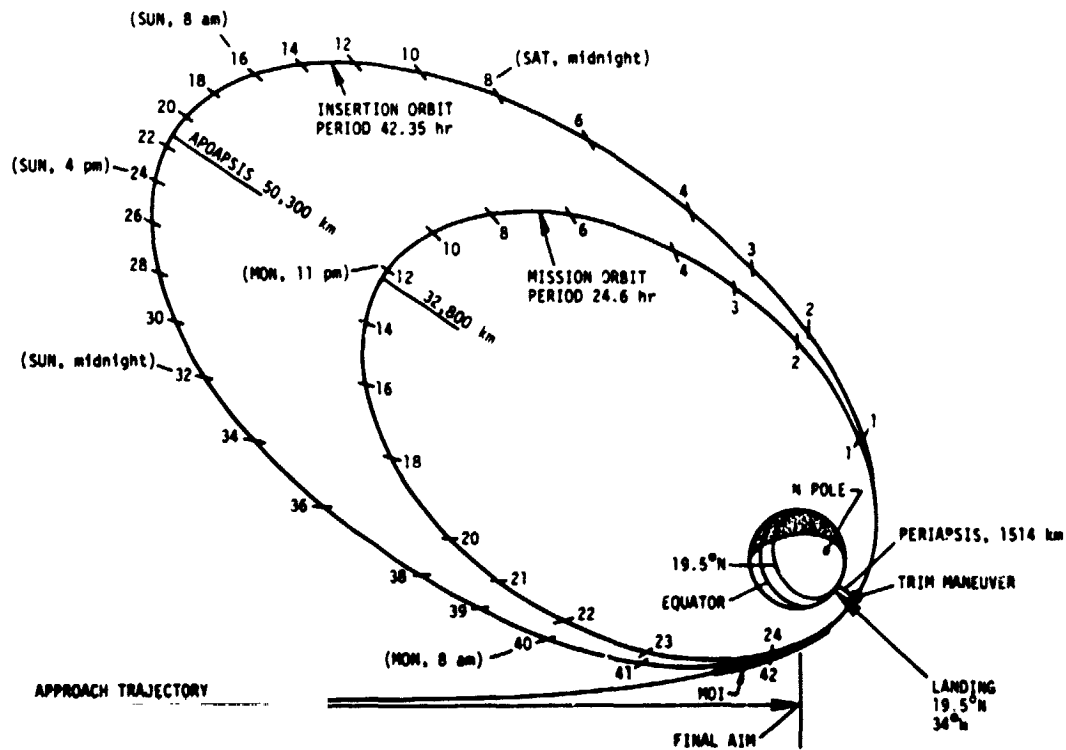 (SUN, 8 am)
16
14
12
10
8
(SAT, midnight)
18
20
22
INSERTION ORBIT
PERIOD 42.35 hr
6
(SUN, 4 pm)
24
APOAPSIS 50,300 km
4
26
10
8
6
4
3
28
(MON, 11 pm)
12
MISSION ORBIT
PERIOD 24.6 hr
3
2
30
14
32,800 km
2
(SUN, midnight)
32
16
34
18
1
1
36
N POLE
20
PERIAPSIS, 1514 km
38
21
19.5°N
TRIM MANEUVER
39
22
EQUATOR
40
23
24
(MON, 8 am)
41
42
MOI
APPROACH TRAJECTORY
LANDING
19.5°N
34°W
FINAL AIM